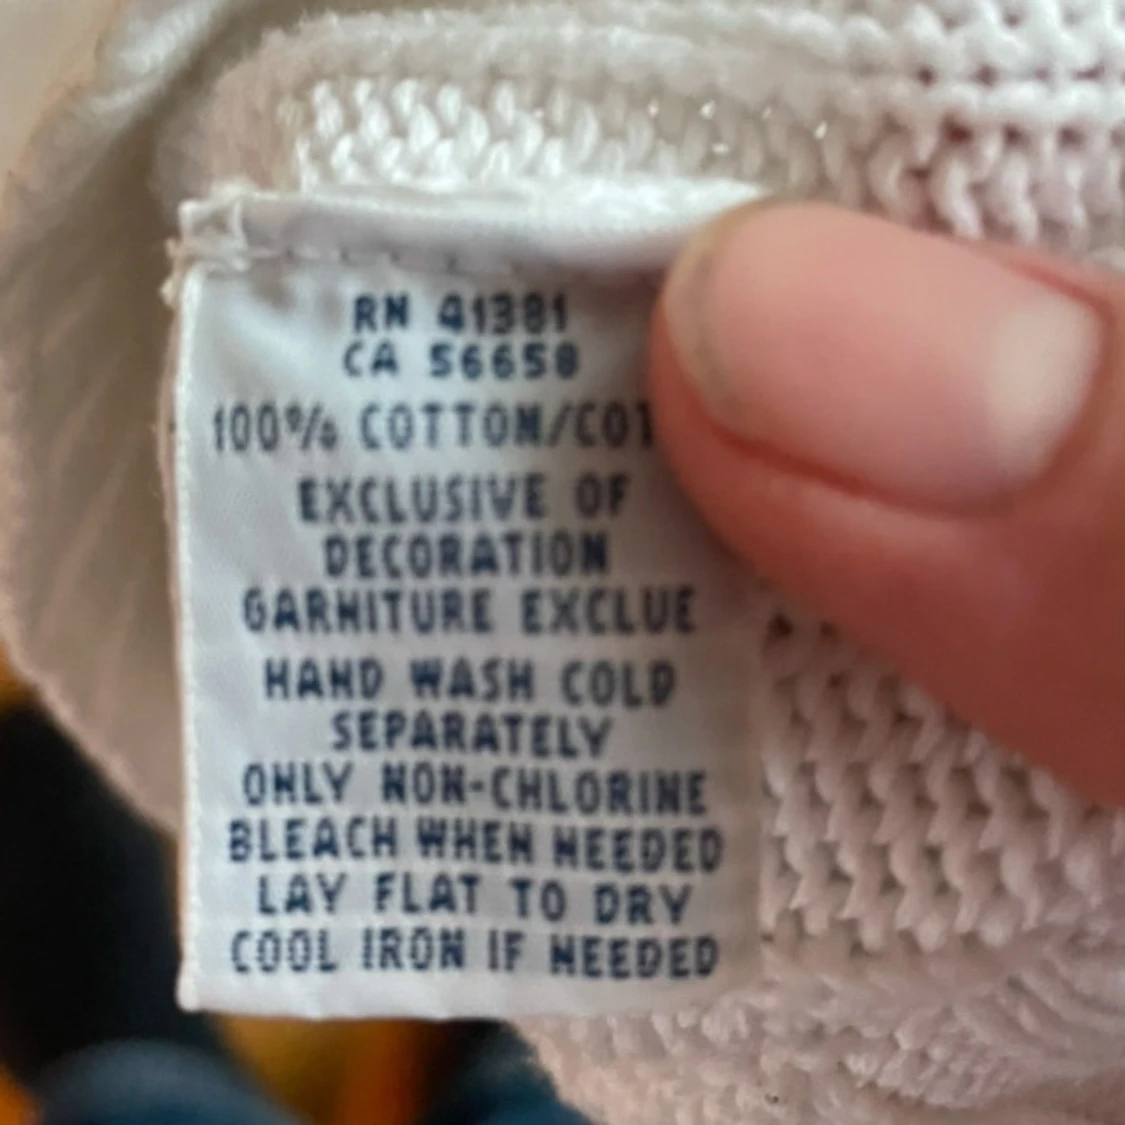 RN 41381
CA 56658
100% COTTON/COT
EXCLUSIVE OF
DECORATION
GARNITURE EXCLUE
HAND WASH COLD
SEPARATELY
ONLY NON-CHLORINE
BLEACH WHEN NEEDED
LAY FLAT TO DRY
COOL IRON IF NEEDED